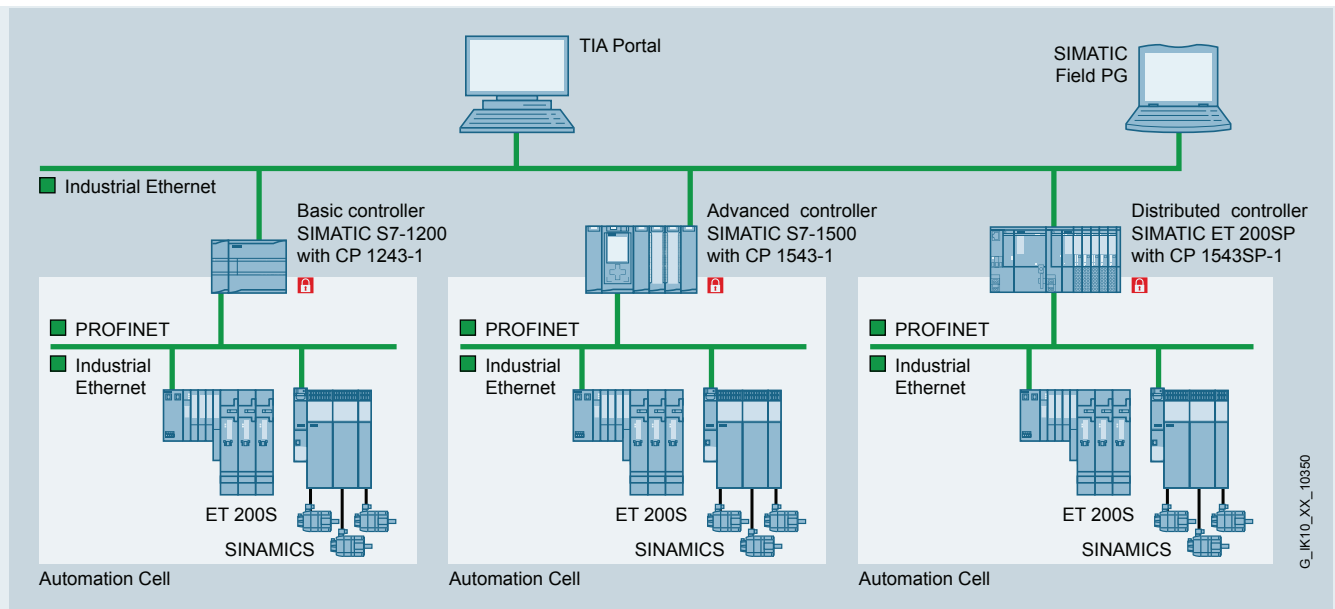 TIA Portal
SIMATIC
Field PG
Industrial Ethernet
Basic controller
SIMATIC S7-1200
with CP 1243-1
Advanced controller
SIMATIC S7-1500
with CP 1543-1
Distributed controller
SIMATIC ET 200SP
with CP 1543SP-1
PROFINET
Industrial
Ethernet
ET 200S
SINAMICS
Automation Cell
PROFINET
Industrial
Ethernet
ET 200S
SINAMICS
Automation Cell
PROFINET
Industrial
Ethernet
ET 200S
SINAMICS
Automation Cell
G_IK10_XX_10350